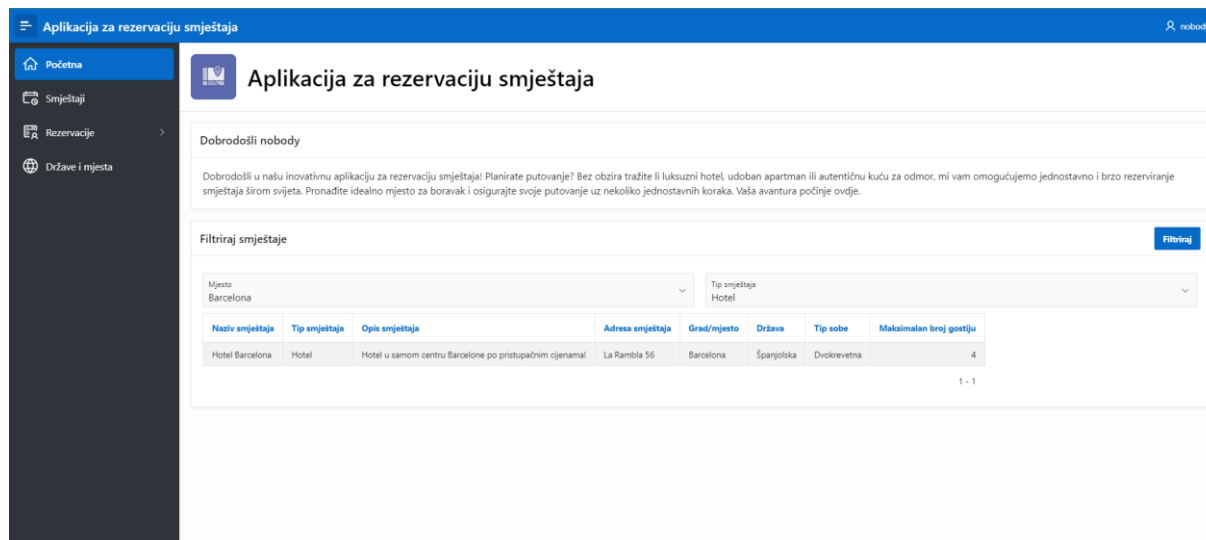 Aplikacija za rezervaciju smještaja
nobody
Početna
Smještaji
Rezervacije
Države i mjesta
Aplikacija za rezervaciju smještaja
Dobrodošli nobody
Dobrodošli u našu inovativnu aplikaciju za rezervaciju smještaja! Planirate putovanje? Bez obzira tražite li luksuzni hotel, udoban apartman ili autentičnu kuću za odmor, mi vam omogućujemo jednostavno i brzo rezerviranje
smještaja širom svijeta. Pronađite idealno mjesto za boravak i osigurajte svoje putovanje uz nekoliko jednostavnih koraka. Vaša avantura počinje ovdje.
Filtriraj smještaje
Filtriraj
Mjesto
Barcelona
Tip smještaja
Hotel
Naziv smještaja Tip smještaja Opis smještaja Adresa smještaja Grad/mjesto Država Tip sobe Maksimalan broj gostiju
Hotel Barcelona Hotel Hotel u samom centru Barcelone po pristupačnim cijenama! La Rambla 56 Barcelona Španjolska Dvokrevetna 4
1 - 1